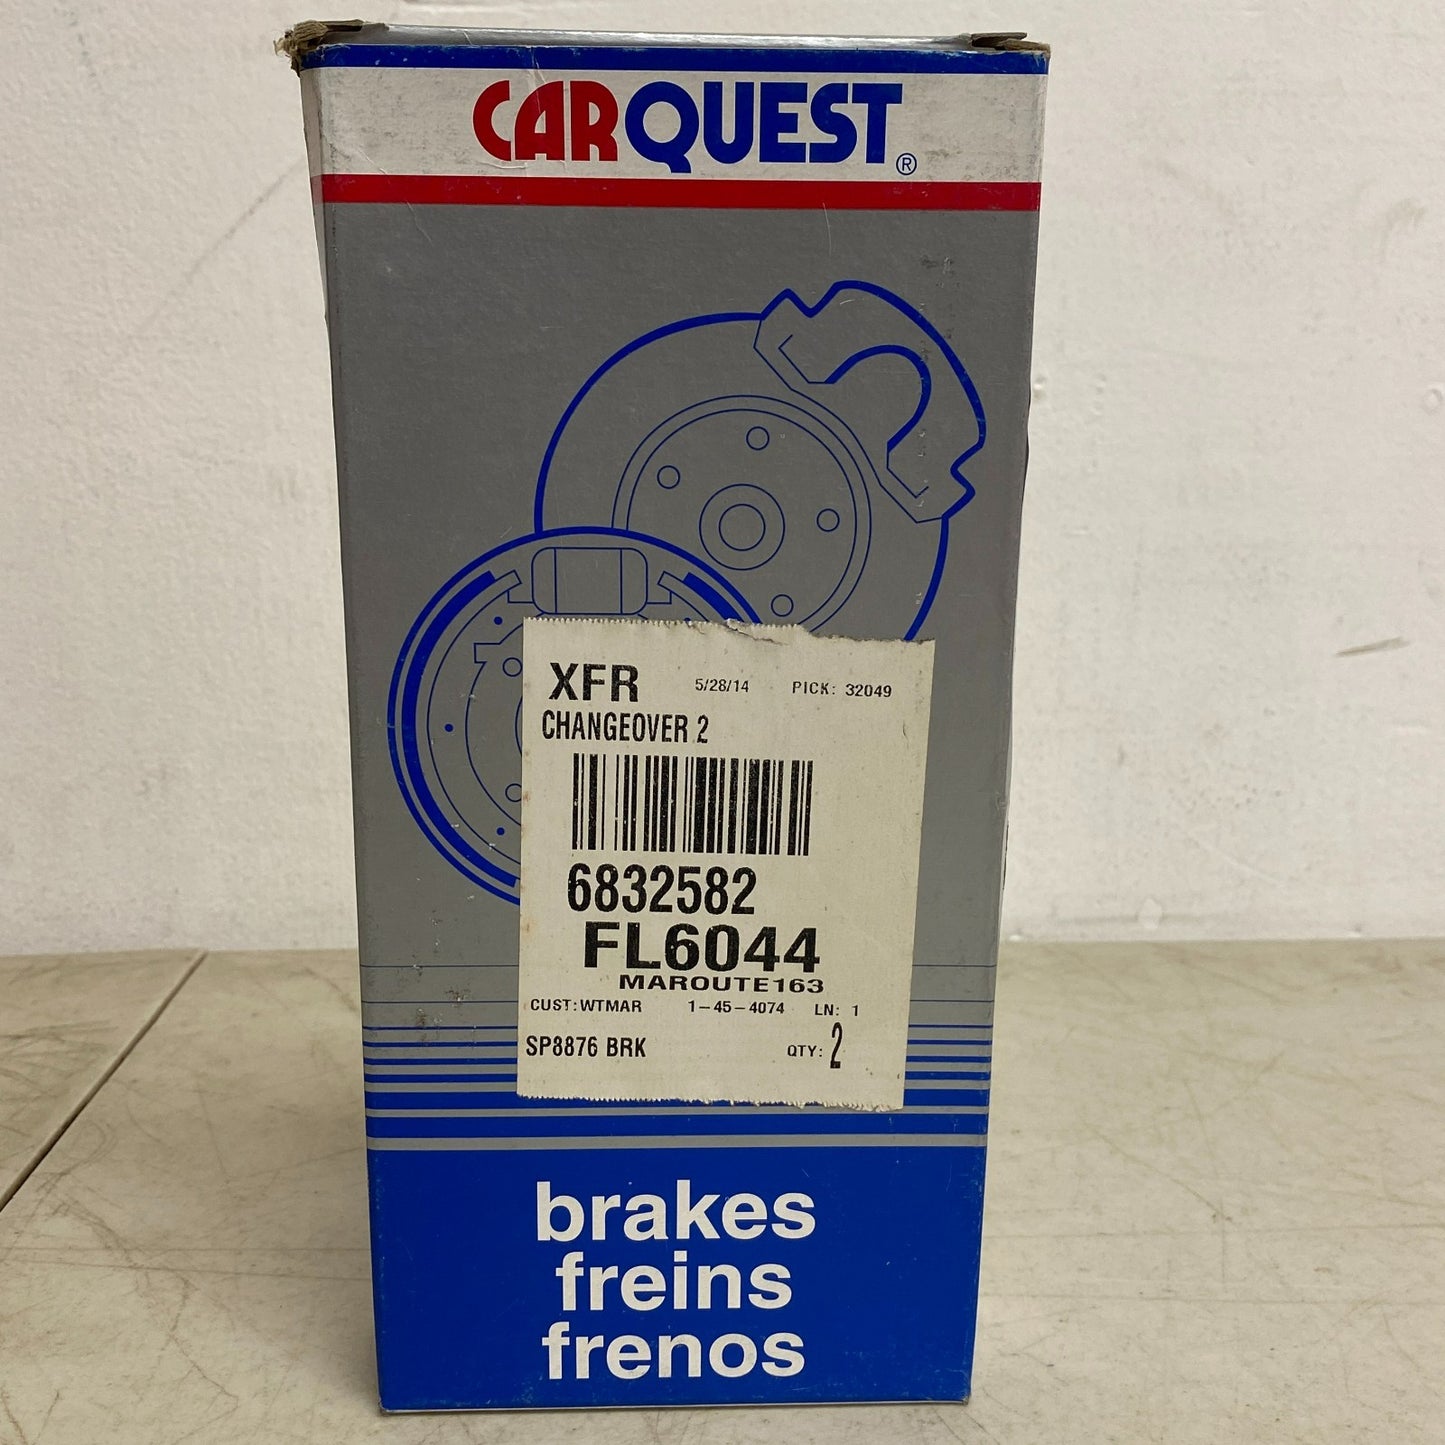 CARQUEST®
XFR 5/28/14 PICK: 32049
CHANGEOVER 2
6832582
FL6044
MAROUTE163
CUST:WTMAR 1-45-4074 LN: 1
SP8876 BRK QTY: 2
brakes
freins
frenos